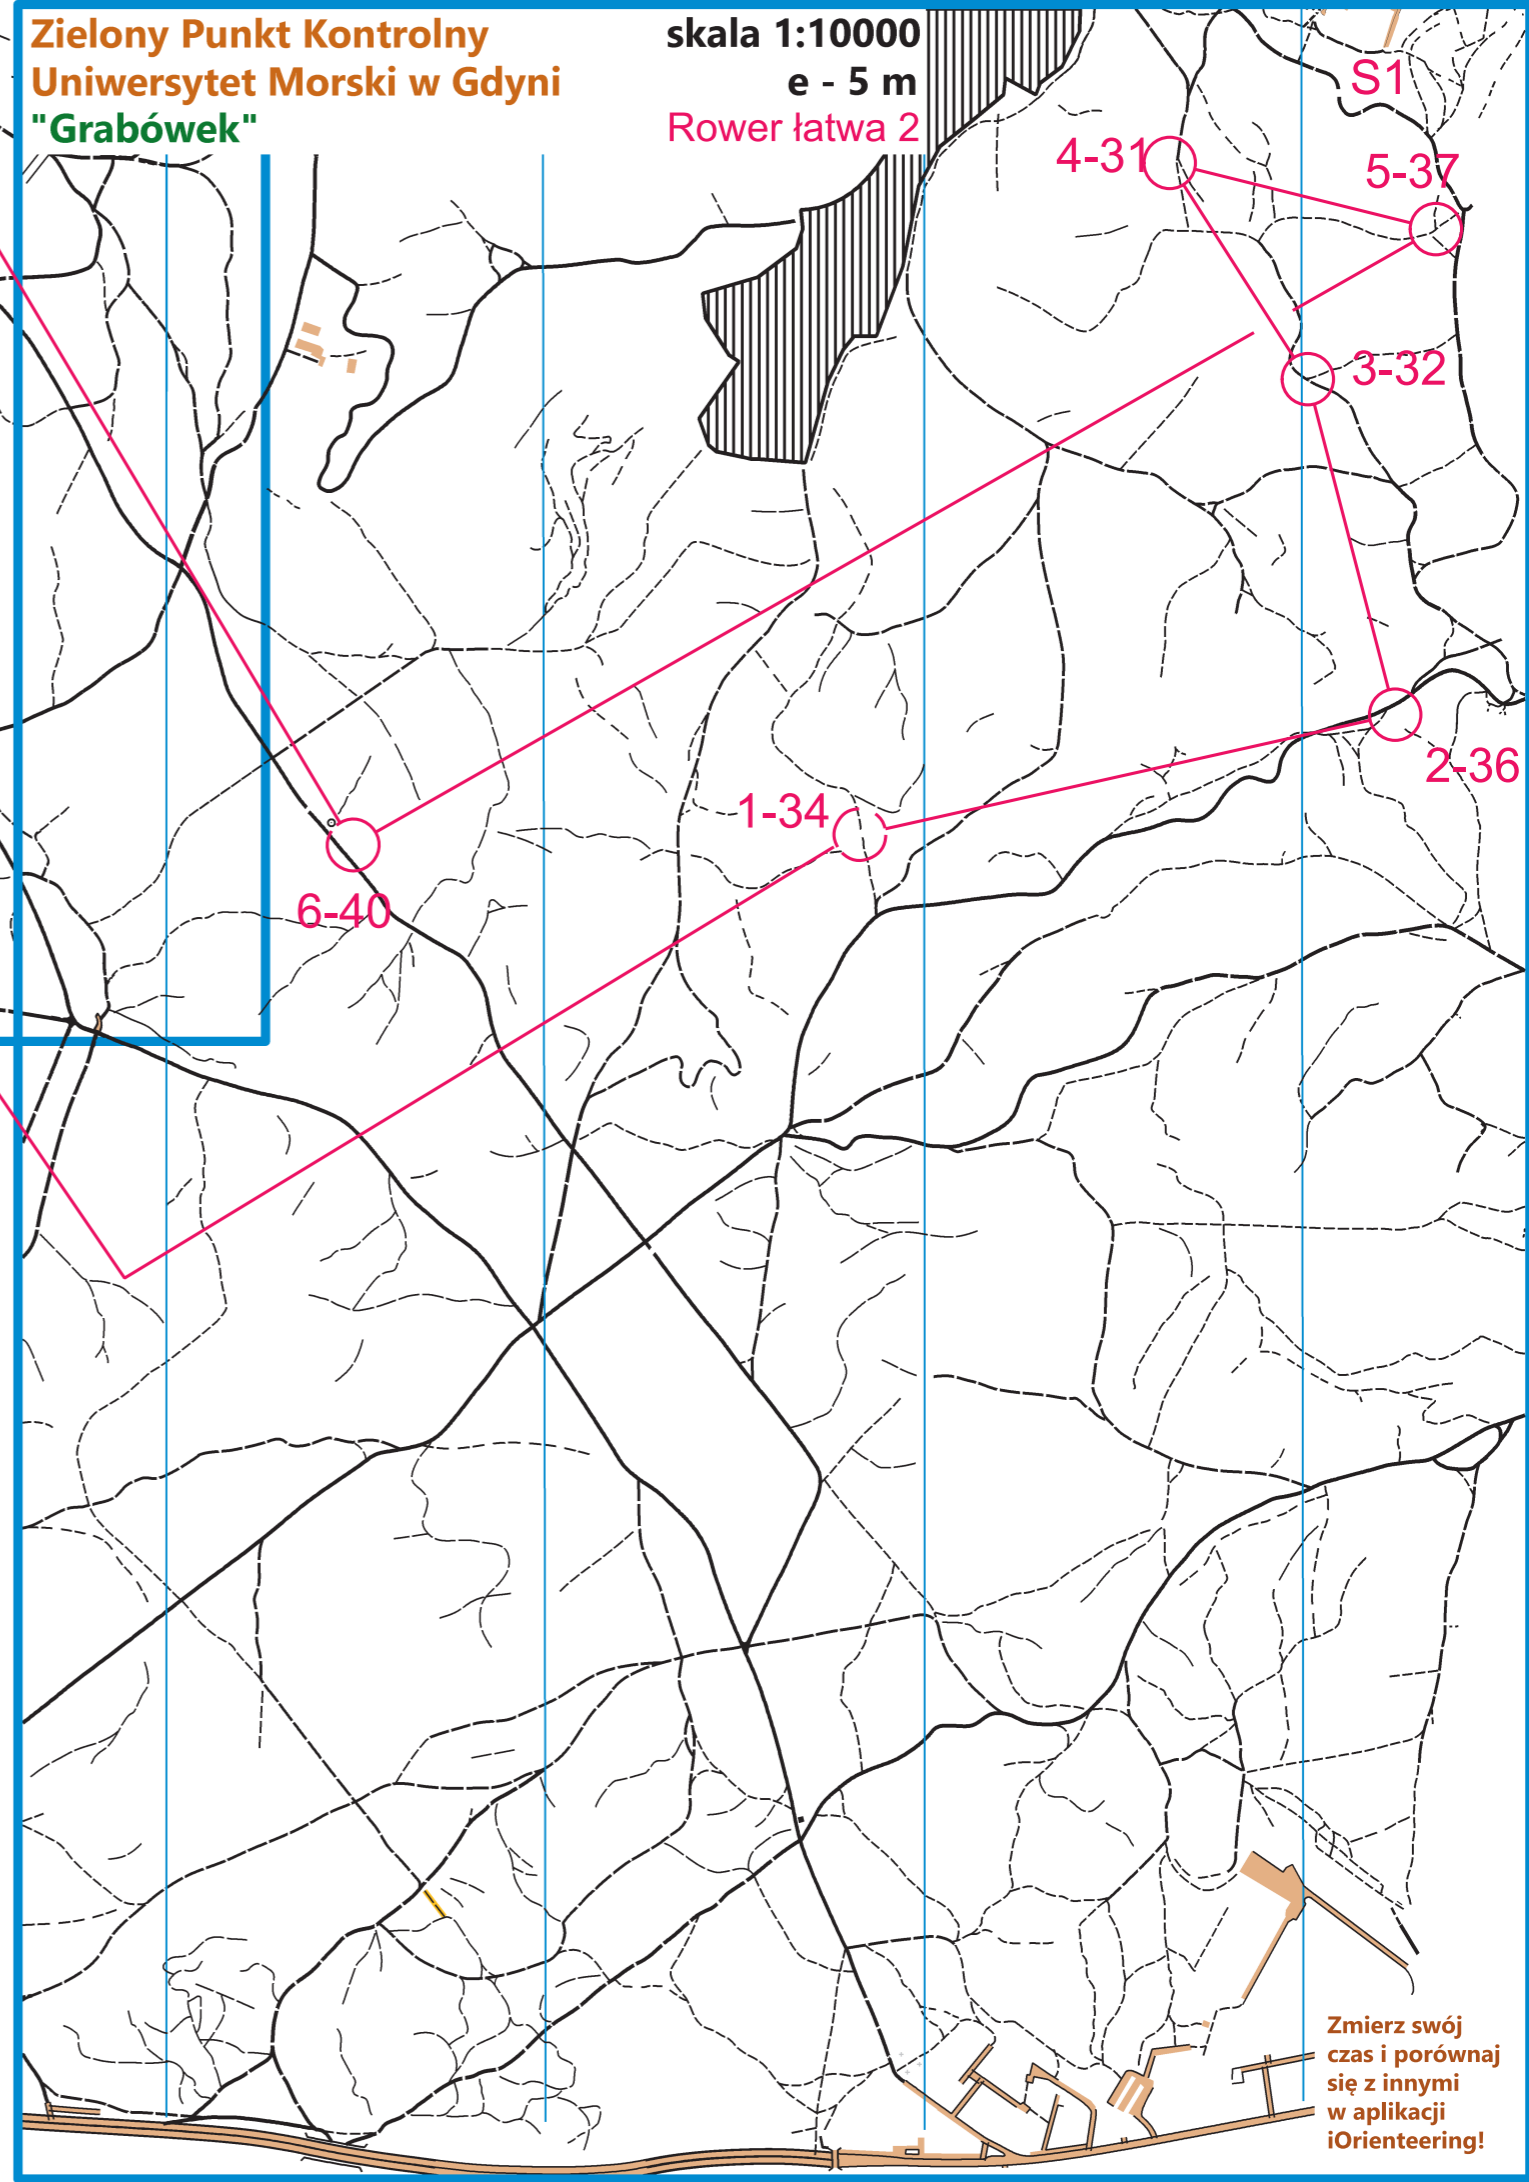 Zielony Punkt Kontrolny
Uniwersytet Morski w Gdyni
"Grabówek"
skala 1:10000
e - 5 m
Rower łatwa 2
S1
4-31
5-37
3-32
2-36
1-34
6-40
Zmierz swój
czas i porównaj
się z innymi
w aplikacji
iOrienteering!